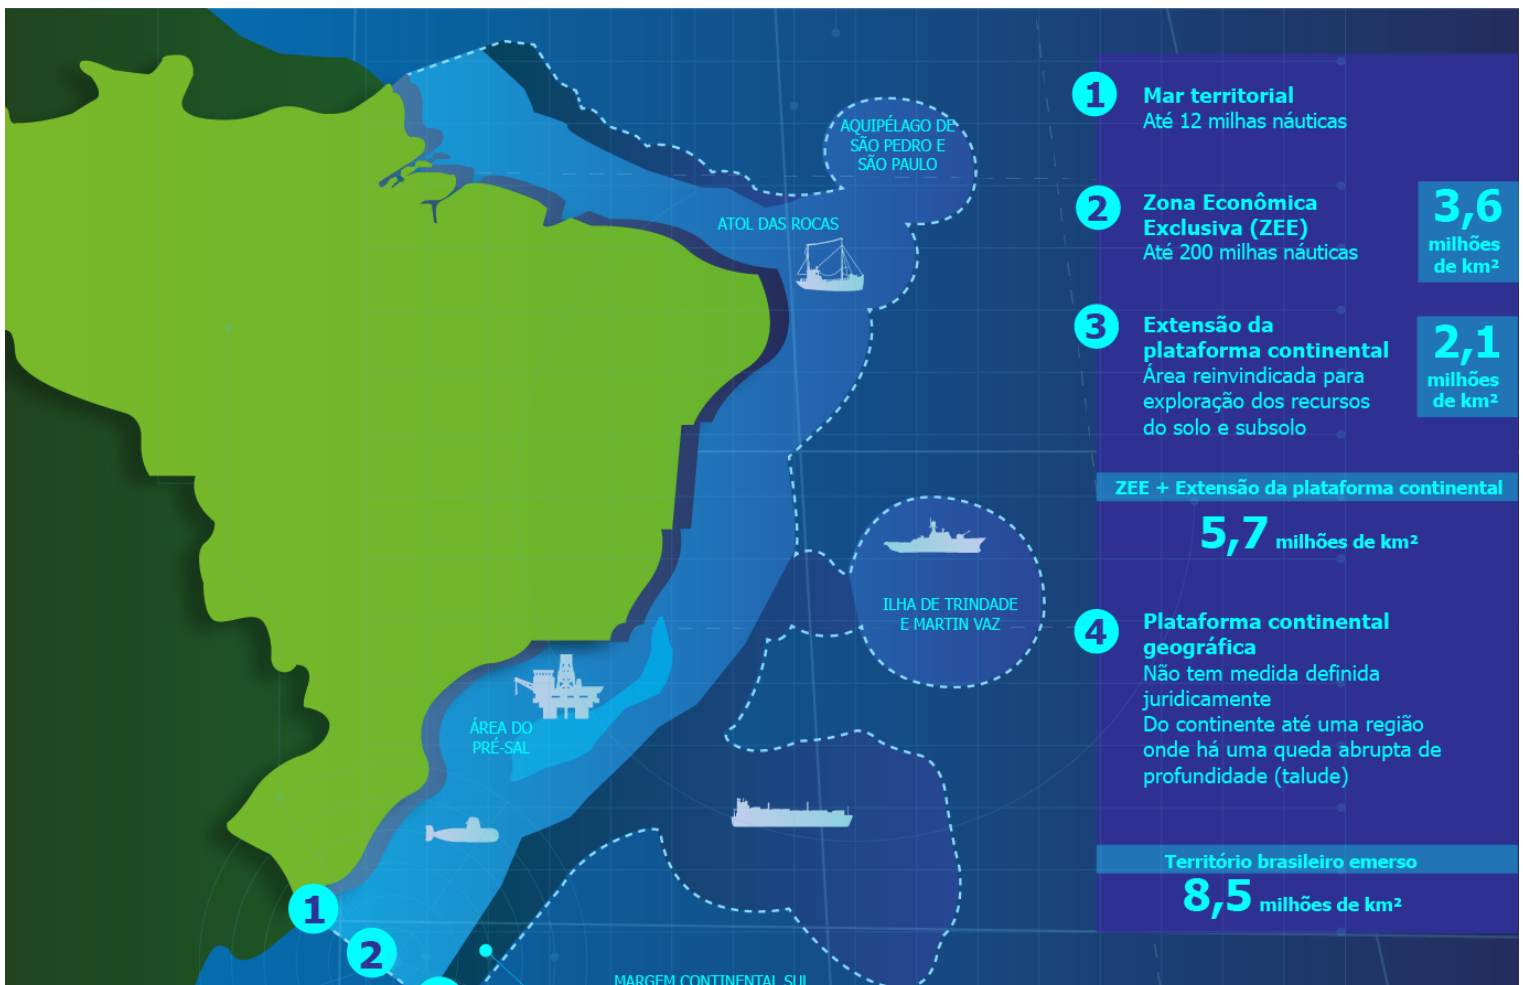 AQUIPÉLAGO DE
SÃO PEDRO E
SÃO PAULO
ATOL DAS ROCAS
ILHA DE TRINDADE
E MARTIN VAZ
ÁREA DO
PRÉ-SAL
MARGEM CONTINENTAL SUL
1
2
1
Mar territorial
Até 12 milhas náuticas
2
Zona Econômica
Exclusiva (ZEE)
Até 200 milhas náuticas
3,6
milhões
de km²
3
Extensão da
plataforma continental
Área reinvindicada para
exploração dos recursos
do solo e subsolo
2,1
milhões
de km²
ZEE + Extensão da plataforma continental
5,7 milhões de km²
4
Plataforma continental
geográfica
Não tem medida definida
juridicamente
Do continente até uma região
onde há uma queda abrupta de
profundidade (talude)
Território brasileiro emerso
8,5 milhões de km²